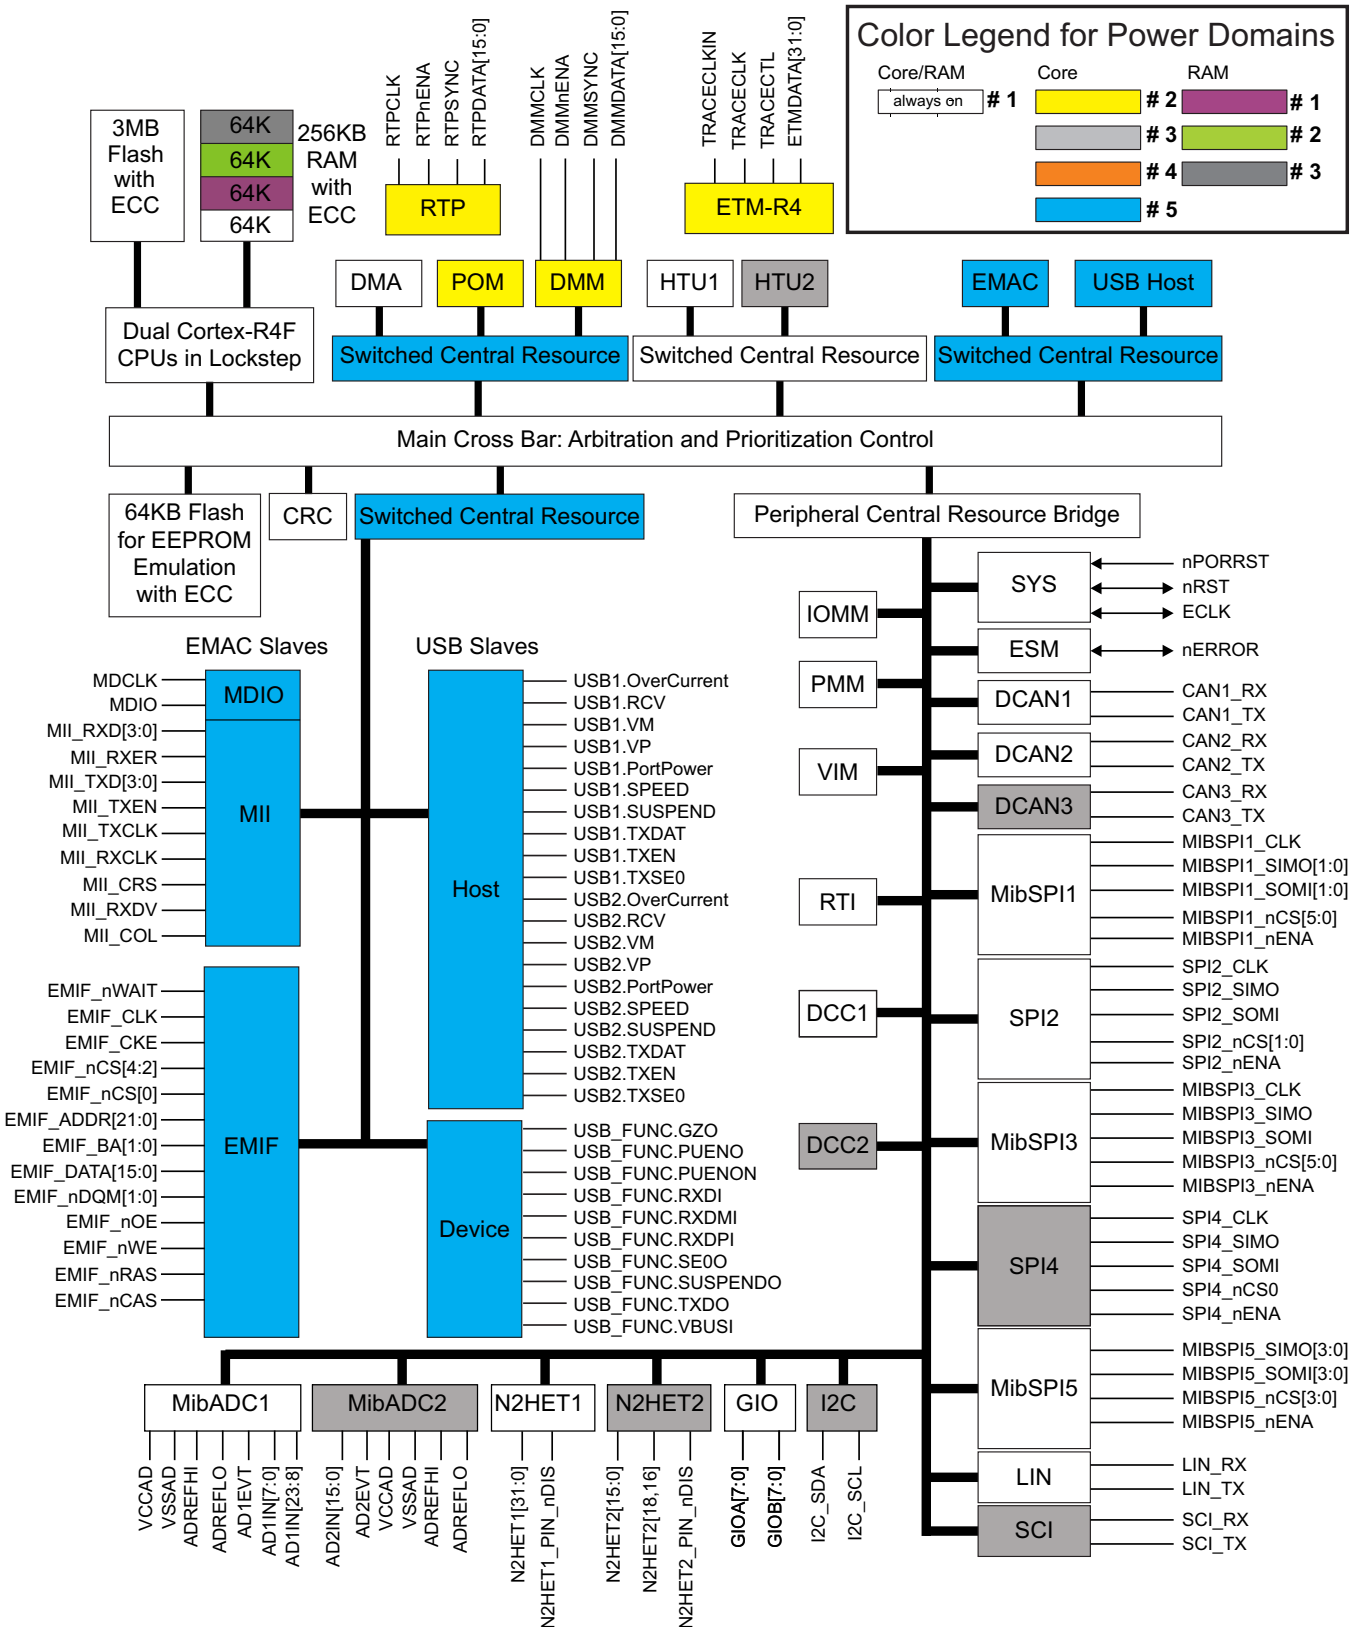 Color Legend for Power Domains
Core/RAM
Core
RAM
always on
# 1
# 2
# 1
# 3
# 2
# 4
# 3
# 5
RTPCLK
RTPnENA
RTPSYNC
RTPDATA[15:0]
DMMCLK
DMMnENA
DMMSYNC
DMMDATA[15:0]
TRACECLKIN
TRACECLK
TRACECTL
ETMDATA[31:0]
3MB
Flash
with
ECC
64K
64K
64K
64K
256KB
RAM
with
ECC
RTP
ETM-R4
DMA
POM
DMM
HTU1
HTU2
EMAC
USB Host
Dual Cortex-R4F
CPUs in Lockstep
Switched Central Resource
Switched Central Resource
Switched Central Resource
Main Cross Bar: Arbitration and Prioritization Control
64KB Flash
for EEPROM
Emulation
with ECC
CRC
Switched Central Resource
Peripheral Central Resource Bridge
EMAC Slaves
USB Slaves
MDCLK
MDIO
MII_RXD[3:0]
MII_RXER
MII_TXD[3:0]
MII_TXEN
MII_TXCLK
MII_RXCLK
MII_CRS
MII_RXDV
MII_COL
MDIO
MII
EMIF_nWAIT
EMIF_CLK
EMIF_CKE
EMIF_nCS[4:2]
EMIF_nCS[0]
EMIF_ADDR[21:0]
EMIF_BA[1:0]
EMIF_DATA[15:0]
EMIF_nDQM[1:0]
EMIF_nOE
EMIF_nWE
EMIF_nRAS
EMIF_nCAS
EMIF
Host
USB1.OverCurrent
USB1.RCV
USB1.VM
USB1.VP
USB1.PortPower
USB1.SPEED
USB1.SUSPEND
USB1.TXDAT
USB1.TXEN
USB1.TXSE0
USB2.OverCurrent
USB2.RCV
USB2.VM
USB2.VP
USB2.PortPower
USB2.SPEED
USB2.SUSPEND
USB2.TXDAT
USB2.TXEN
USB2.TXSE0
Device
USB_FUNC.GZO
USB_FUNC.PUENO
USB_FUNC.PUENON
USB_FUNC.RXDI
USB_FUNC.RXDMI
USB_FUNC.RXDPI
USB_FUNC.SE0O
USB_FUNC.SUSPENDO
USB_FUNC.TXDO
USB_FUNC.VBUSI
IOMM
PMM
VIM
RTI
DCC1
DCC2
SYS
nPORRST
nRST
ECLK
ESM
nERROR
DCAN1
CAN1_RX
CAN1_TX
DCAN2
CAN2_RX
CAN2_TX
DCAN3
CAN3_RX
CAN3_TX
MibSPI1
MIBSPI1_CLK
MIBSPI1_SIMO[1:0]
MIBSPI1_SOMI[1:0]
MIBSPI1_nCS[5:0]
MIBSPI1_nENA
SPI2
SPI2_CLK
SPI2_SIMO
SPI2_SOMI
SPI2_nCS[1:0]
SPI2_nENA
MibSPI3
MIBSPI3_CLK
MIBSPI3_SIMO
MIBSPI3_SOMI
MIBSPI3_nCS[5:0]
MIBSPI3_nENA
SPI4
SPI4_CLK
SPI4_SIMO
SPI4_SOMI
SPI4_nCS0
SPI4_nENA
MibSPI5
MIBSPI5_SIMO[3:0]
MIBSPI5_SOMI[3:0]
MIBSPI5_nCS[3:0]
MIBSPI5_nENA
LIN
LIN_RX
LIN_TX
SCI
SCI_RX
SCI_TX
MibADC1
MibADC2
N2HET1
N2HET2
GIO
I2C
VCCAD
VSSAD
ADREFHI
ADREFLO
AD1EVT
AD1IN[7:0]
AD1IN[23:8]
AD2IN[15:0]
AD2EVT
VCCAD
VSSAD
ADREFHI
ADREFLO
N2HET1[31:0]
N2HET1_PIN_nDIS
N2HET2[15:0]
N2HET2[18,16]
N2HET2_PIN_nDIS
GIOA[7:0]
GIOB[7:0]
I2C_SDA
I2C_SCL